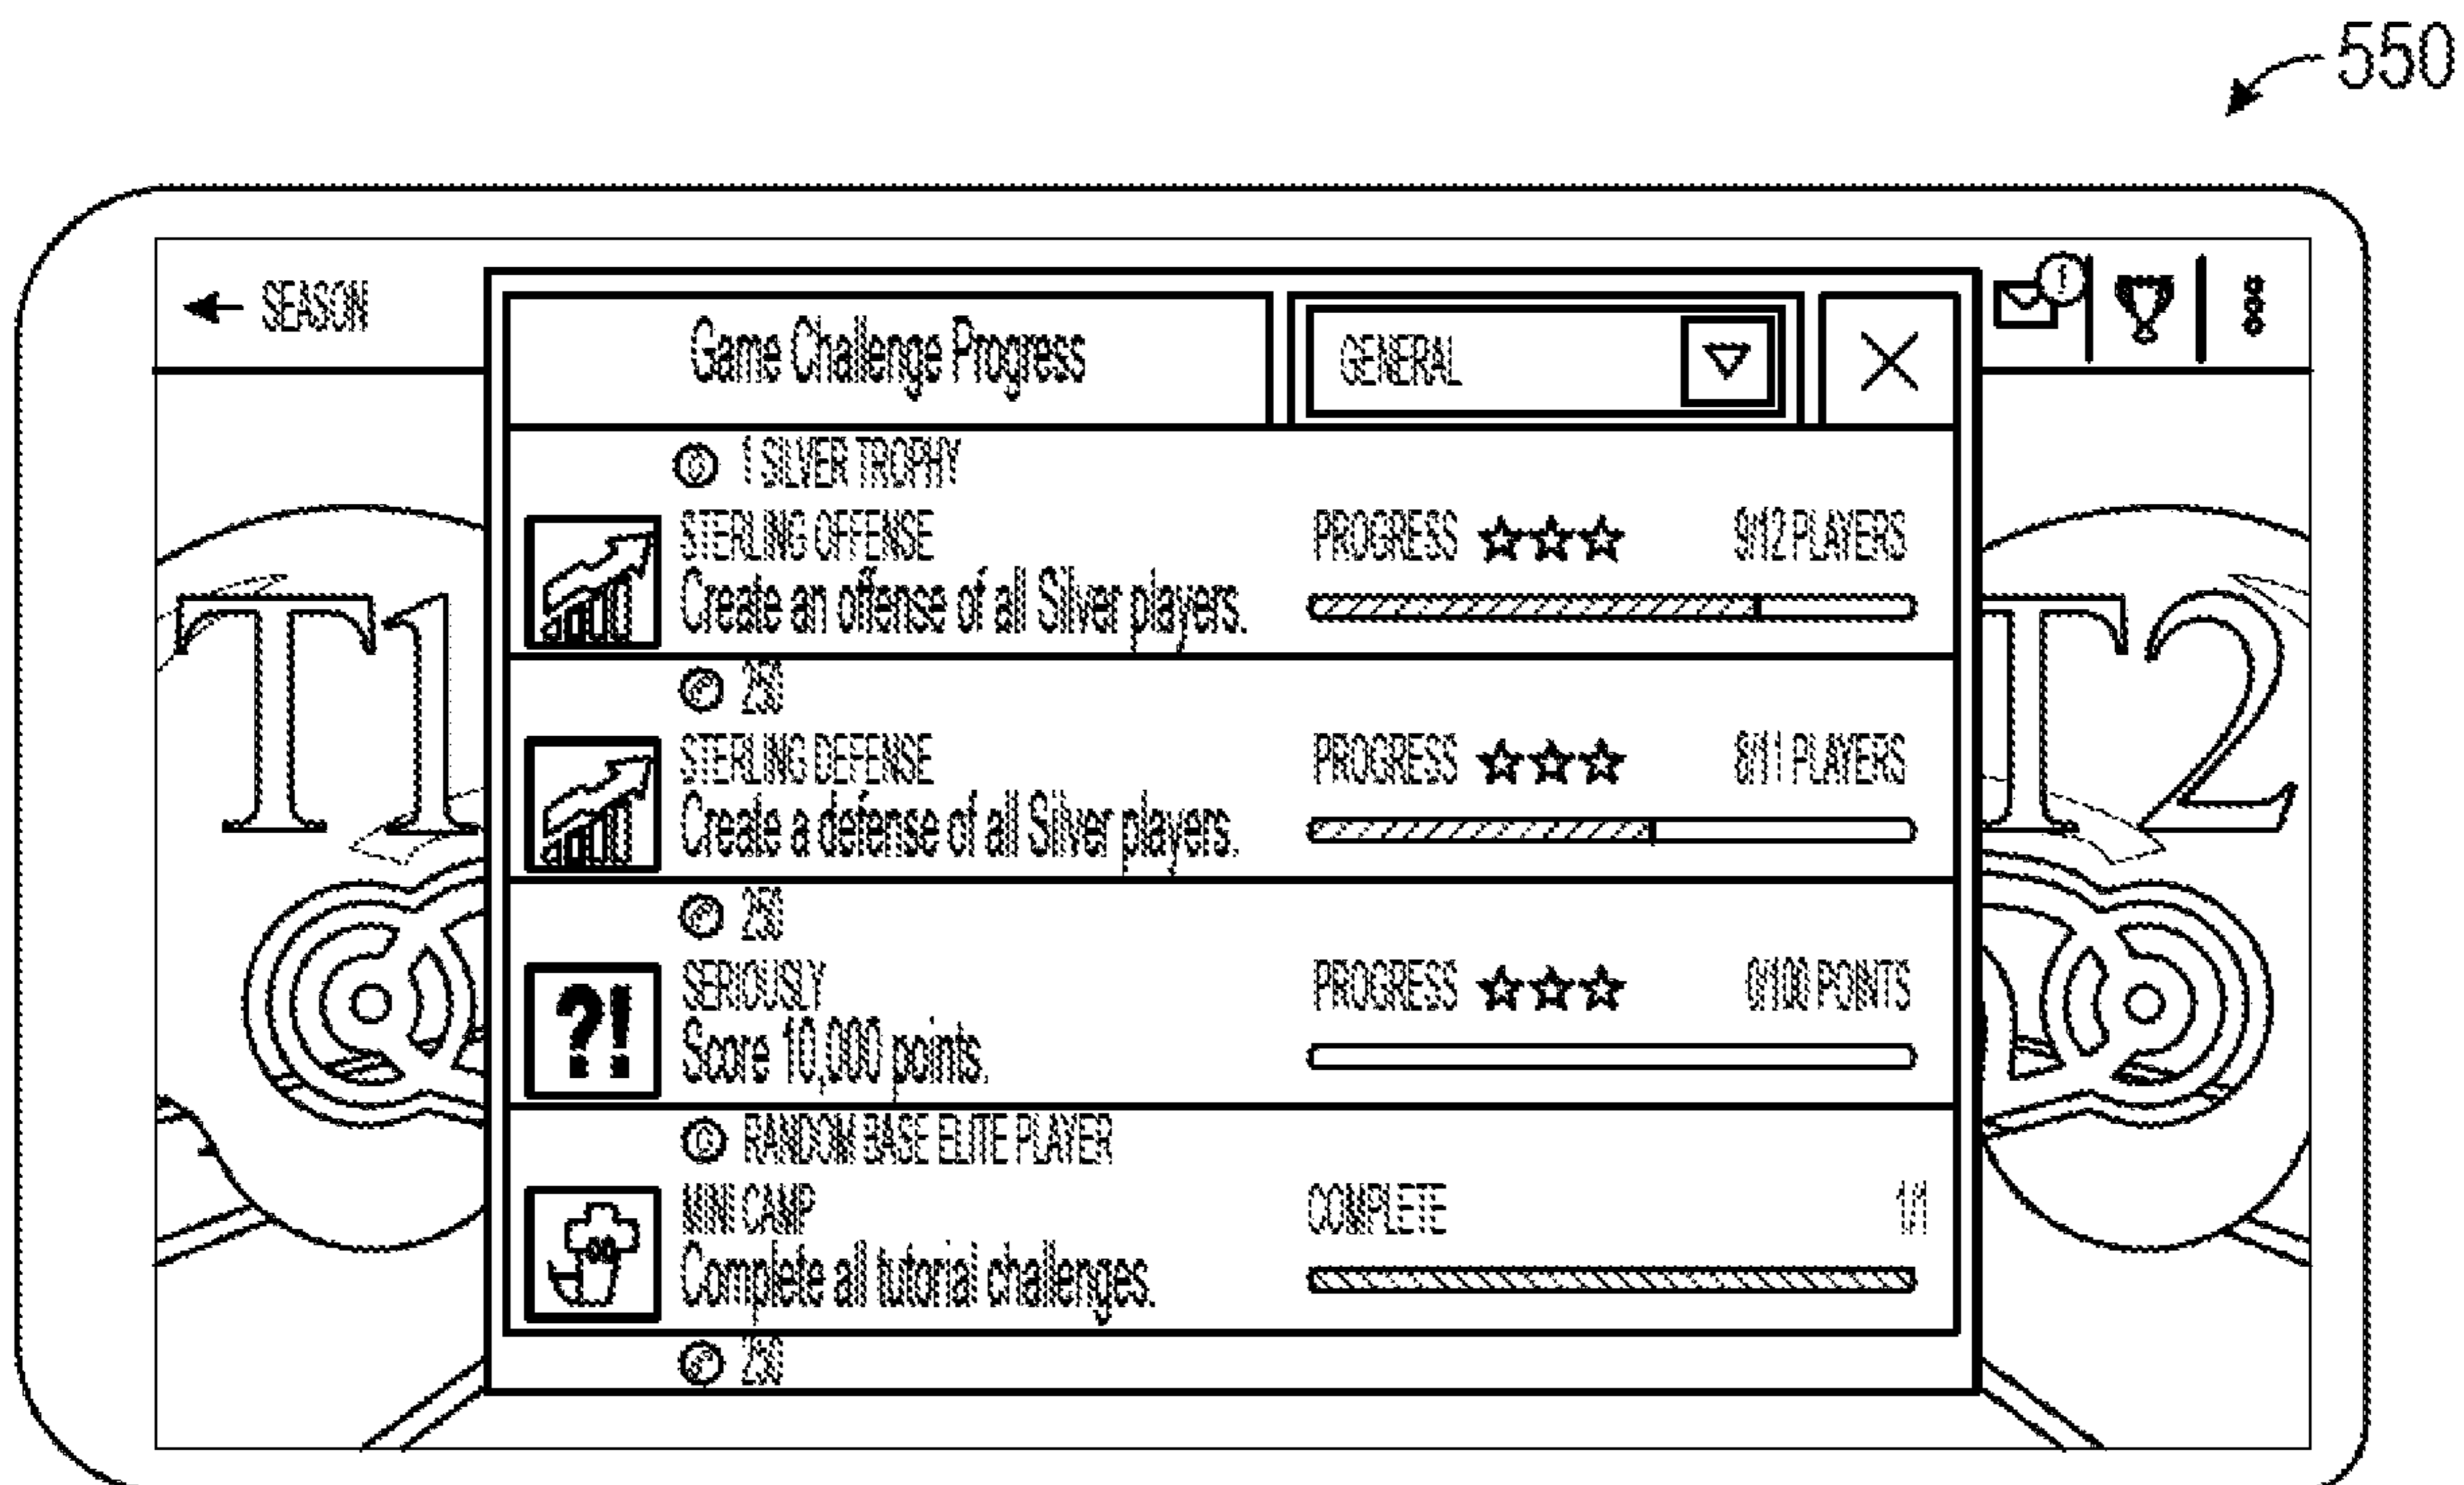 550
SEASON
Game Challenge Progress
GENERAL
1 SILVER TROPHY
STERLING OFFENSE
PROGRESS
9/12 PLAYERS
Create an offense of all Silver players.
250
STERLING DEFENSE
PROGRESS
8/11 PLAYERS
Create a defense of all Silver players.
250
SERIOUSLY
PROGRESS
0/100 POINTS
?!
Score 10,000 points.
RANDOM BASE ELITE PLAYER
MINI CAMP
COMPLETE
1/1
Complete all tutorial challenges.
250
T1
T2